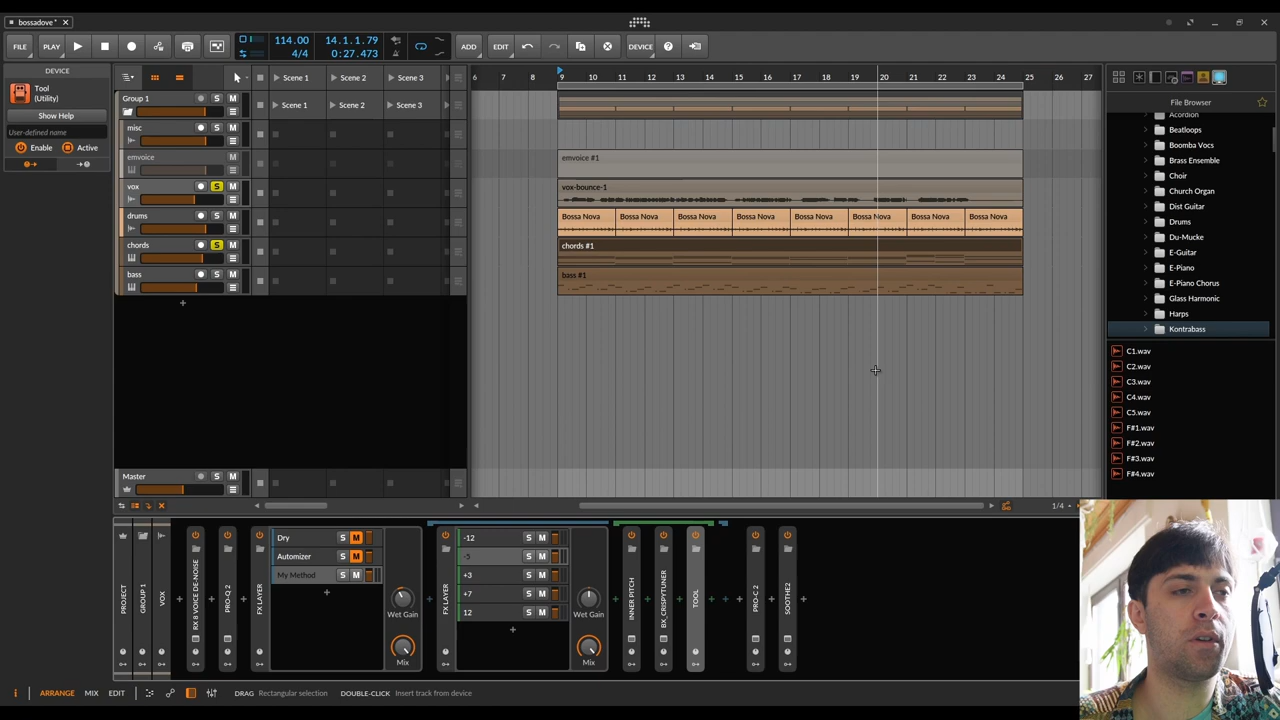 bossadove *
FILE
PLAY
114.00
4/4
14.1.1.79
0:27.473
ADD
EDIT
DEVICE
DEVICE
Tool
(Utility)
Show Help
User-defined name
Enable
Active
Scene 1
Scene 2
Scene 3
Group 1
S M
Scene 1
Scene 2
Scene 3
misc
S M
emvoice
M
vox
S M
drums
S M
chords
S M
bass
S M
Master
S M
6 7 8 9 10 11 12 13 14 15 16 17 18 19 20 21 22 23 24 25 26 27
emvoice #1
vox-bounce-1
Bossa Nova Bossa Nova Bossa Nova Bossa Nova Bossa Nova Bossa Nova Bossa Nova Bossa Nova
chords #1
bass #1
1/4
File Browser
Acordion
Beatloops
Boomba Vocs
Brass Ensemble
Choir
Church Organ
Dist Guitar
Drums
Du-Mucke
E-Guitar
E-Piano
E-Piano Chorus
Glass Harmonic
Harps
Kontrabass
C1.wav
C2.wav
C3.wav
C4.wav
C5.wav
F#1.wav
F#2.wav
F#3.wav
F#4.wav
PROJECT
GROUP 1
VOX
RX 8 VOICE DE-NOISE
PRO-Q 2
FX LAYER
Dry S M
Automizer S M
My Method S M
Wet Gain
Mix
FX LAYER
-12 S M
-5 S M
+3 S M
+7 S M
12 S M
Wet Gain
Mix
INNER PITCH
BX_CRISPYTUNER
TOOL
PRO-C 2
SOOTHE2
ARRANGE
MIX
EDIT
DRAG Rectangular selection
DOUBLE-CLICK Insert track from device